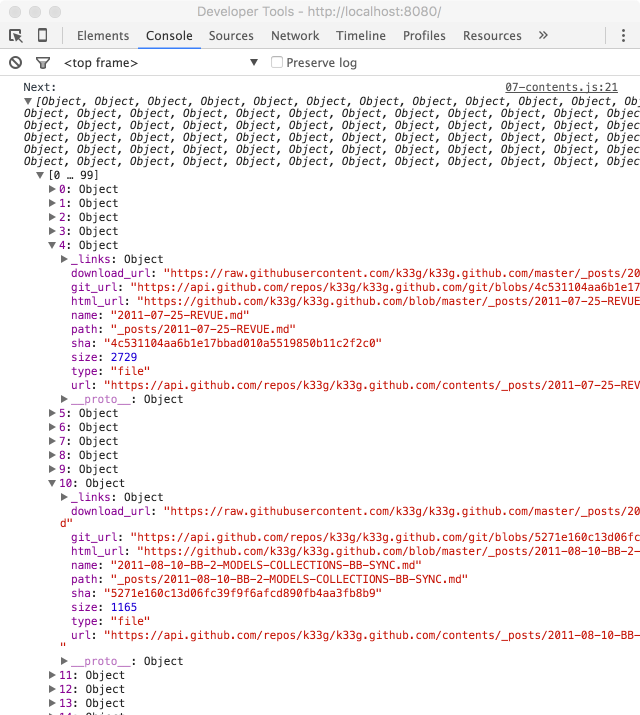 Developer Tools - http://localhost:8080/
Elements Console Sources Network Timeline Profiles Resources »
<top frame> ▼ Preserve log
Next: 07-contents.js:21
▼[Object, Object, Object, Object, Object, Object, Object, Object, Object, Object, Object,
Object, Object, Object, Object, Object, Object, Object, Object, Object, Object, Object, Object
Object, Object, Object, Object, Object, Object, Object, Object, Object, Object, Object, Object
Object, Object, Object, Object, Object, Object, Object, Object, Object, Object, Object, Object
Object, Object, Object, Object, Object, Object, Object, Object, Object, Object, Object, Object
Object, Object, Object, Object, Object, Object, Object, Object, Object, Object, Object, Object
▼[0 … 99]
▶0: Object
▶1: Object
▶2: Object
▶3: Object
▼4: Object
▶_links: Object
download_url: "https://raw.githubusercontent.com/k33g/k33g.github.com/master/_posts/20
git_url: "https://api.github.com/repos/k33g/k33g.github.com/git/blobs/4c531104aa6b1e17
html_url: "https://github.com/k33g/k33g.github.com/blob/master/_posts/2011-07-25-REVUE
name: "2011-07-25-REVUE.md"
path: "_posts/2011-07-25-REVUE.md"
sha: "4c531104aa6b1e17bbad010a5519850b11c2f2c0"
size: 2729
type: "file"
url: "https://api.github.com/repos/k33g/k33g.github.com/contents/_posts/2011-07-25-REV
▶__proto__: Object
▶5: Object
▶6: Object
▶7: Object
▶8: Object
▶9: Object
▼10: Object
▶_links: Object
download_url: "https://raw.githubusercontent.com/k33g/k33g.github.com/master/_posts/20
d"
git_url: "https://api.github.com/repos/k33g/k33g.github.com/git/blobs/5271e160c13d06fc
html_url: "https://github.com/k33g/k33g.github.com/blob/master/_posts/2011-08-10-BB-2-
name: "2011-08-10-BB-2-MODELS-COLLECTIONS-BB-SYNC.md"
path: "_posts/2011-08-10-BB-2-MODELS-COLLECTIONS-BB-SYNC.md"
sha: "5271e160c13d06fc39f9f6afcd890fb4aa3fb8b9"
size: 1165
type: "file"
url: "https://api.github.com/repos/k33g/k33g.github.com/contents/_posts/2011-08-10-BB-
"
▶__proto__: Object
▶11: Object
▶12: Object
▶13: Object
▶14: Object